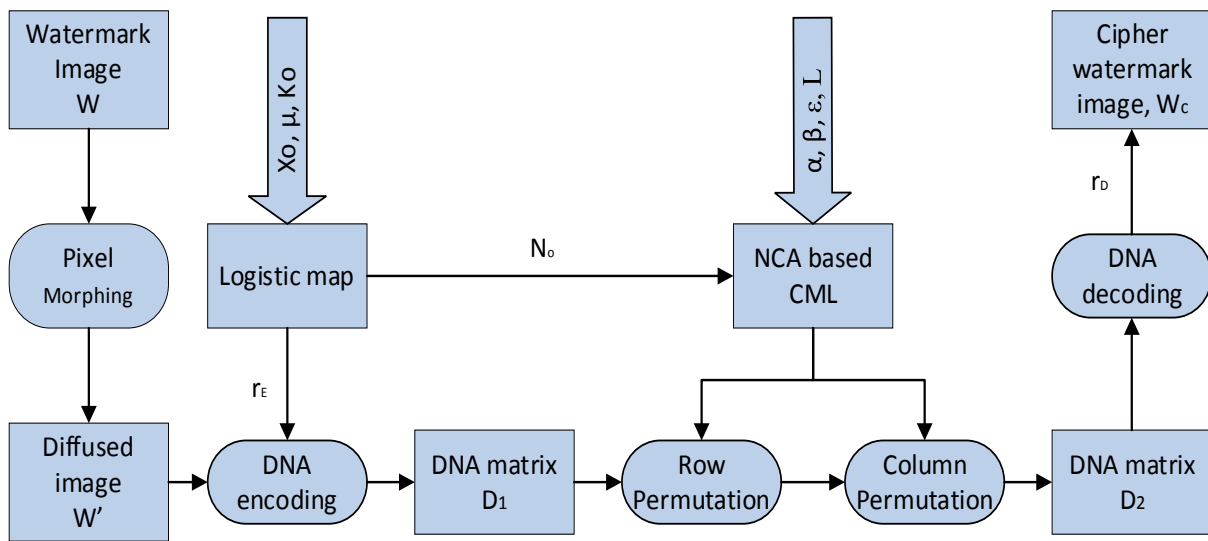 Watermark
Image
W
Xo, μ, Ko
α, β, ε, L
Cipher
watermark
image, Wc
Pixel
Morphing
Logistic map
No
NCA based
CML
rD
DNA
decoding
rE
Diffused
image
W'
DNA
encoding
DNA matrix
D1
Row
Permutation
Column
Permutation
DNA matrix
D2